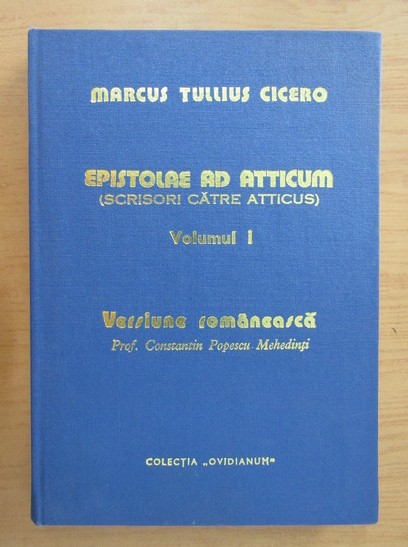 MARCUS TULLIUS CICERO
EPISTOLAE AD ATTICUM
(SCRISORI CĂTRE ATTICUS)
Volumul I
Versiune românească
Prof. Constantin Popescu Mehedinți
COLECȚIA „OVIDIANUM"